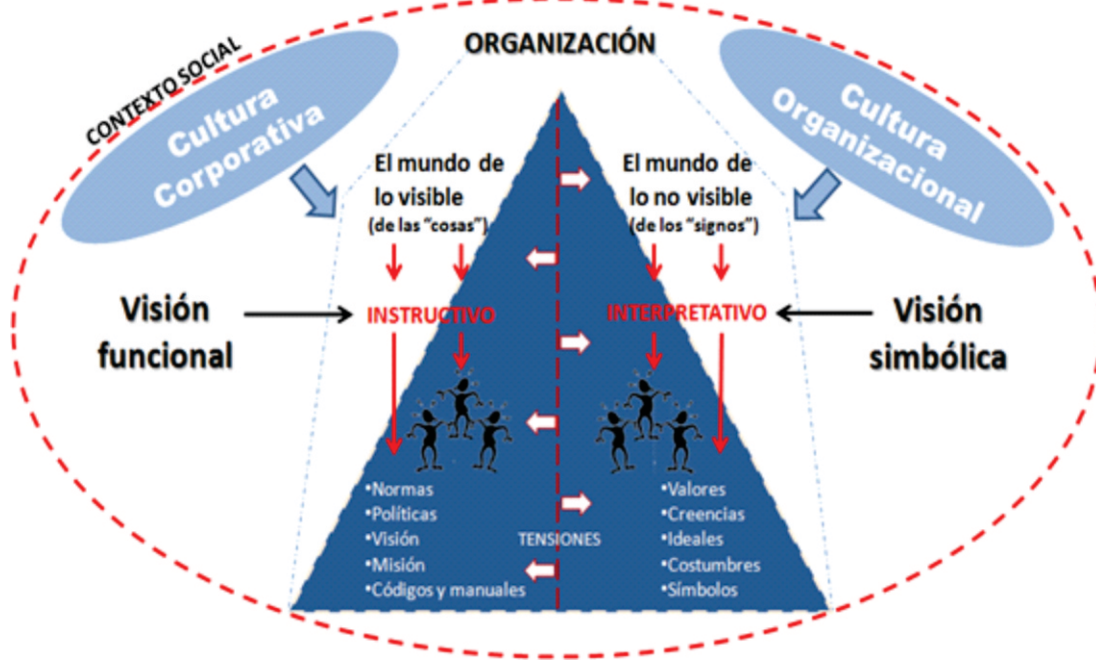 CONTEXTO SOCIAL
Cultura
Corporativa
ORGANIZACIÓN
Cultura
Organizacional
El mundo de
lo visible
(de las "cosas")
El mundo de
lo no visible
(de los "signos")
Visión
funcional
INSTRUCTIVO
INTERPRETATIVO
Visión
simbólica
•Normas
•Políticas
•Visión
•Misión
•Códigos y manuales
TENSIONES
•Valores
•Creencias
•Ideales
•Costumbres
•Símbolos